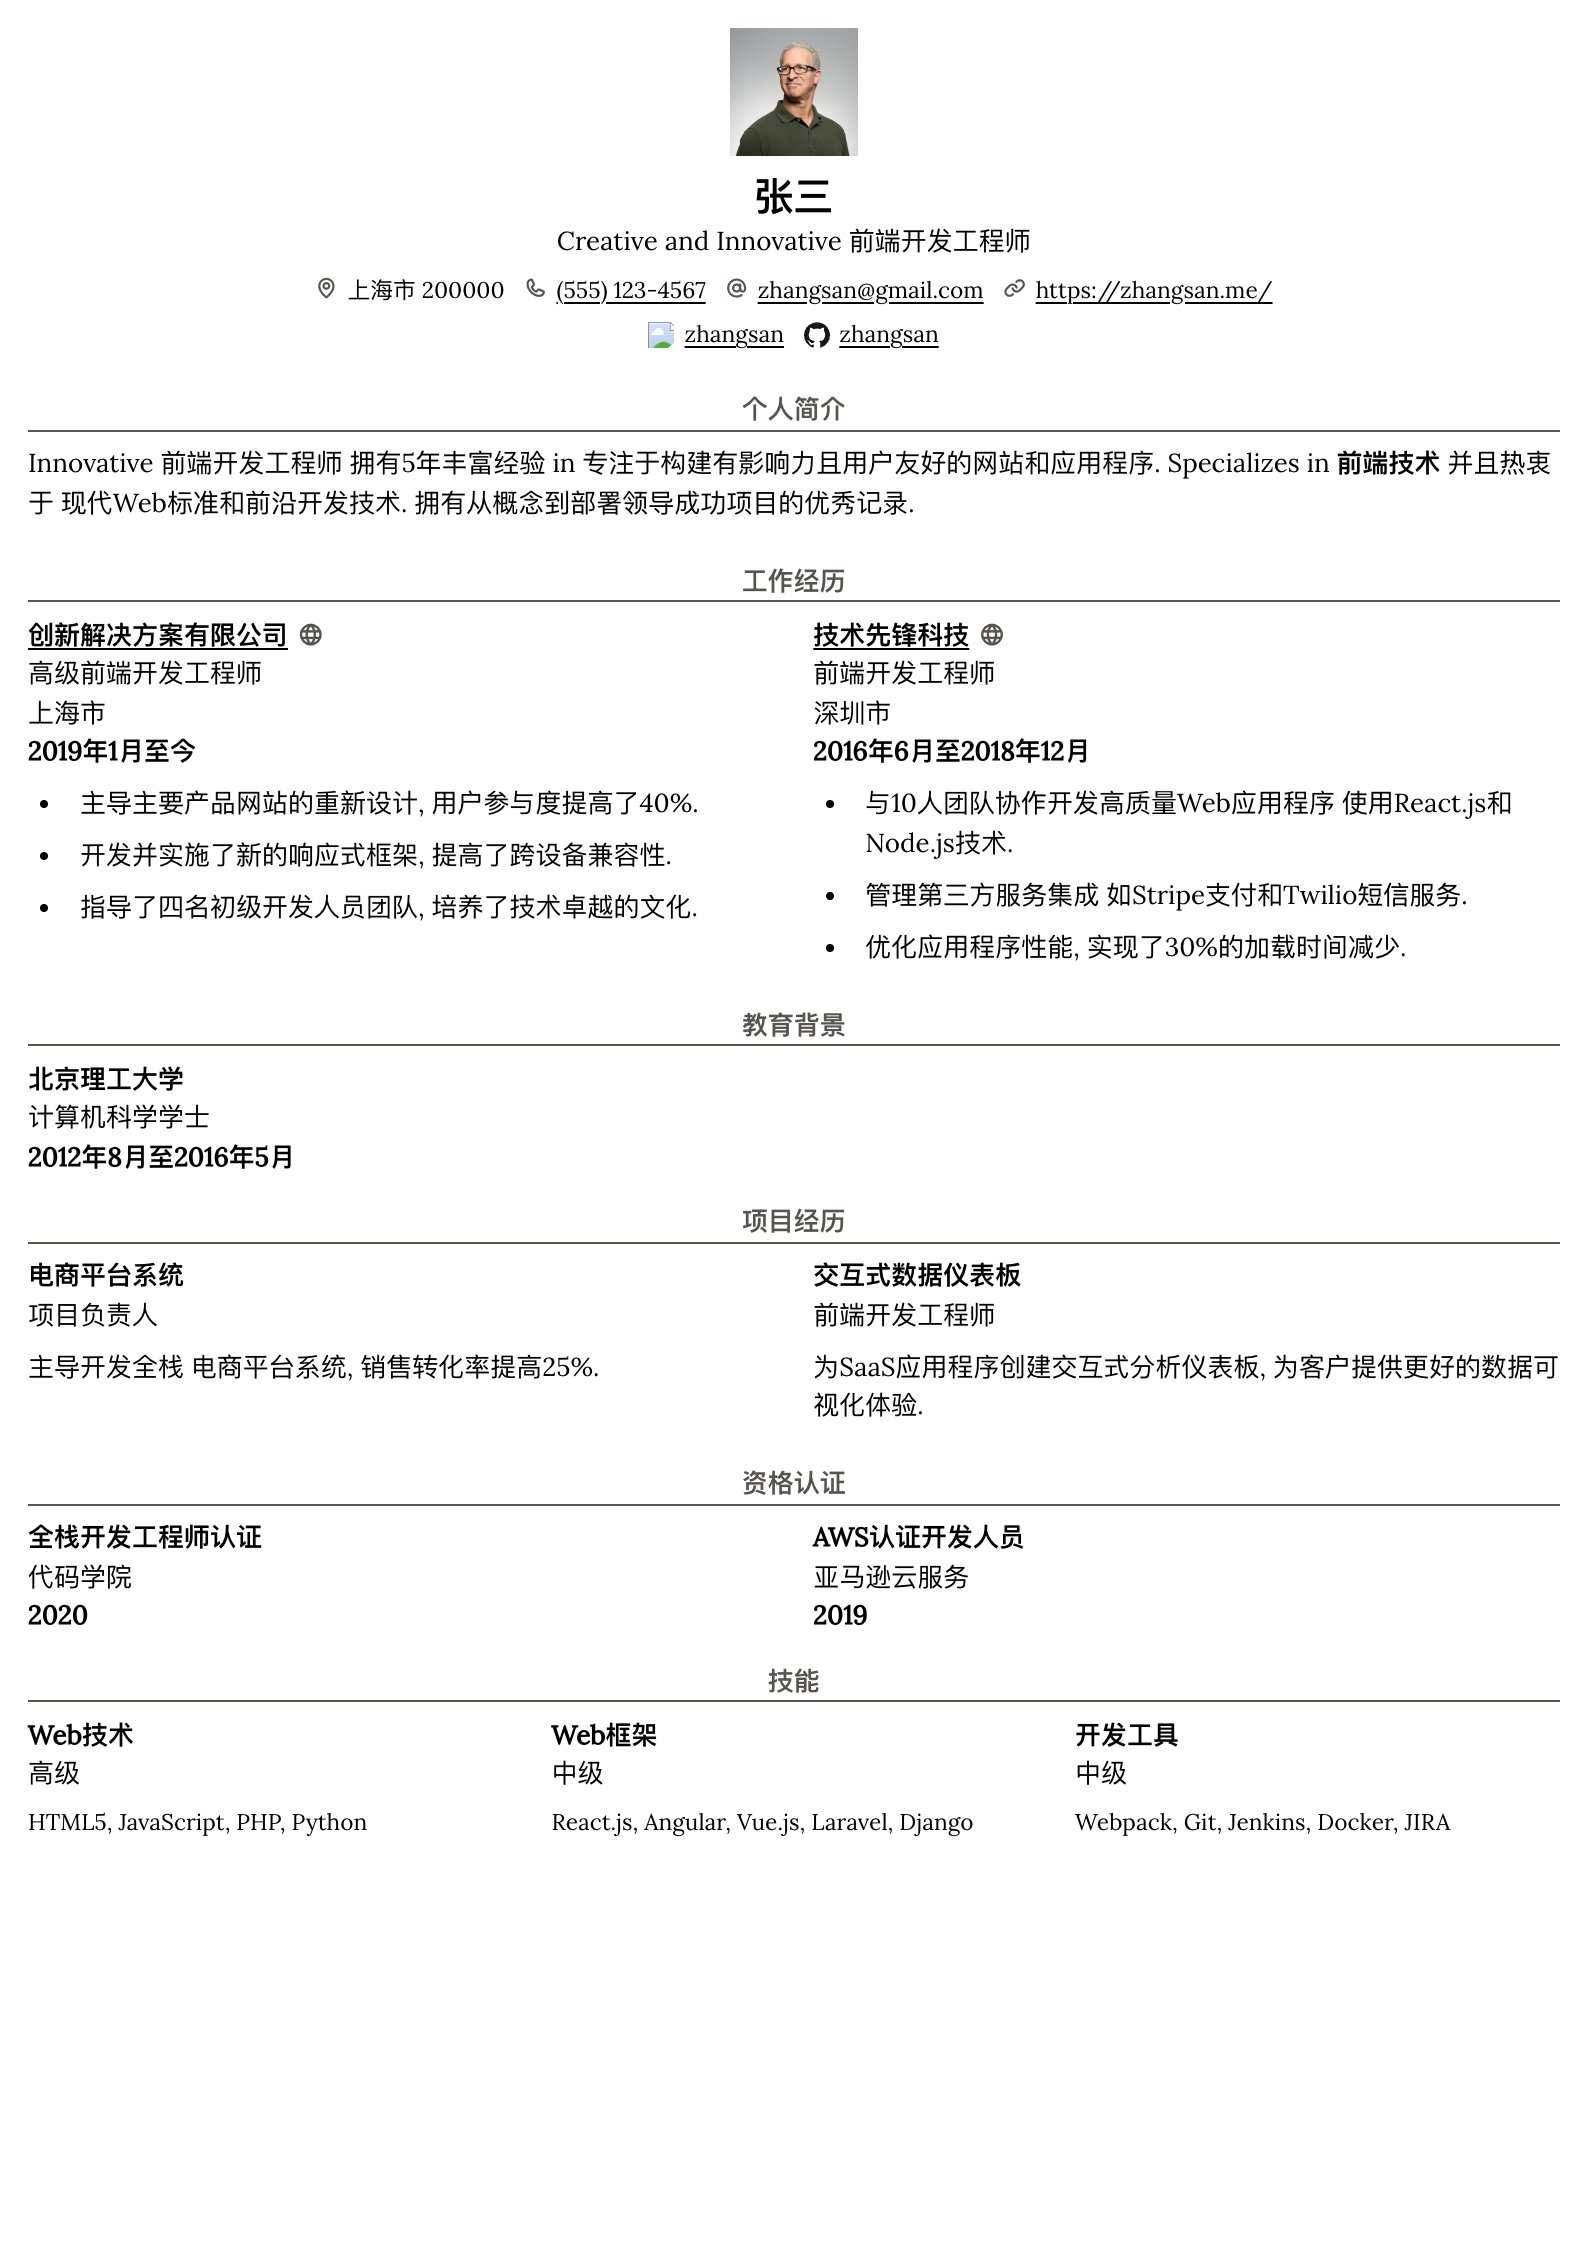 张三
Creative and Innovative 前端开发工程师
上海市 200000 (555) 123-4567 zhangsan@gmail.com https://zhangsan.me/
zhangsan zhangsan
个人简介
Innovative 前端开发工程师 拥有5年丰富经验 in 专注于构建有影响力且用户友好的网站和应用程序. Specializes in 前端技术 并且热衷
于 现代Web标准和前沿开发技术. 拥有从概念到部署领导成功项目的优秀记录.
工作经历
创新解决方案有限公司
高级前端开发工程师
上海市
2019年1月至今
主导主要产品网站的重新设计, 用户参与度提高了40%.
开发并实施了新的响应式框架, 提高了跨设备兼容性.
指导了四名初级开发人员团队, 培养了技术卓越的文化.
技术先锋科技
前端开发工程师
深圳市
2016年6月至2018年12月
与10人团队协作开发高质量Web应用程序 使用React.js和
Node.js技术.
管理第三方服务集成 如Stripe支付和Twilio短信服务.
优化应用程序性能, 实现了30%的加载时间减少.
教育背景
北京理工大学
计算机科学学士
2012年8月至2016年5月
项目经历
电商平台系统
项目负责人
主导开发全栈 电商平台系统, 销售转化率提高25%.
交互式数据仪表板
前端开发工程师
为SaaS应用程序创建交互式分析仪表板, 为客户提供更好的数据可
视化体验.
资格认证
全栈开发工程师认证
代码学院
2020
AWS认证开发人员
亚马逊云服务
2019
技能
Web技术
高级
HTML5, JavaScript, PHP, Python
Web框架
中级
React.js, Angular, Vue.js, Laravel, Django
开发工具
中级
Webpack, Git, Jenkins, Docker, JIRA